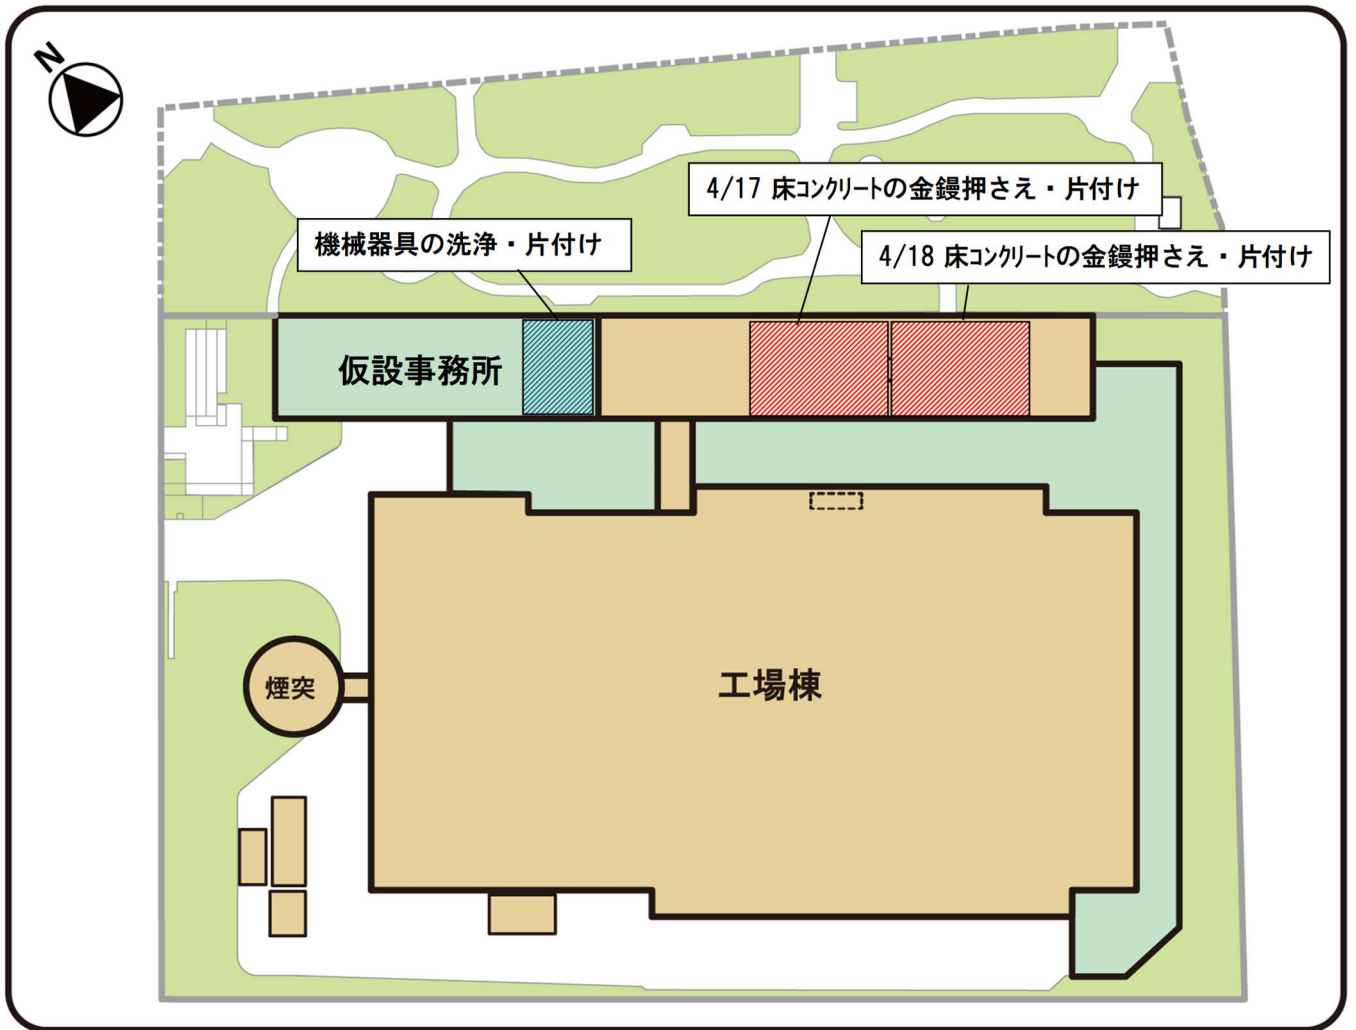 N
4/17 床コンクリートの金鏝押さえ・片付け
機械器具の洗浄・片付け
4/18 床コンクリートの金鏝押さえ・片付け
仮設事務所
煙突
工場棟